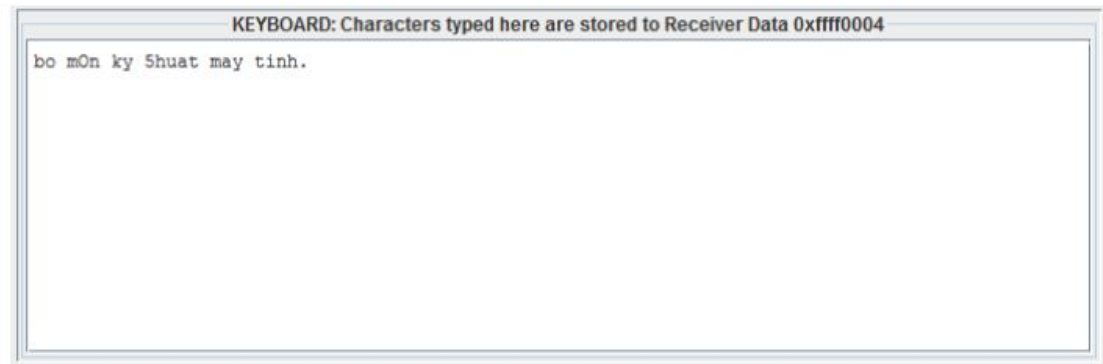 KEYBOARD: Characters typed here are stored to Receiver Data 0xffff0004
bo mOn ky 5huat may tinh.